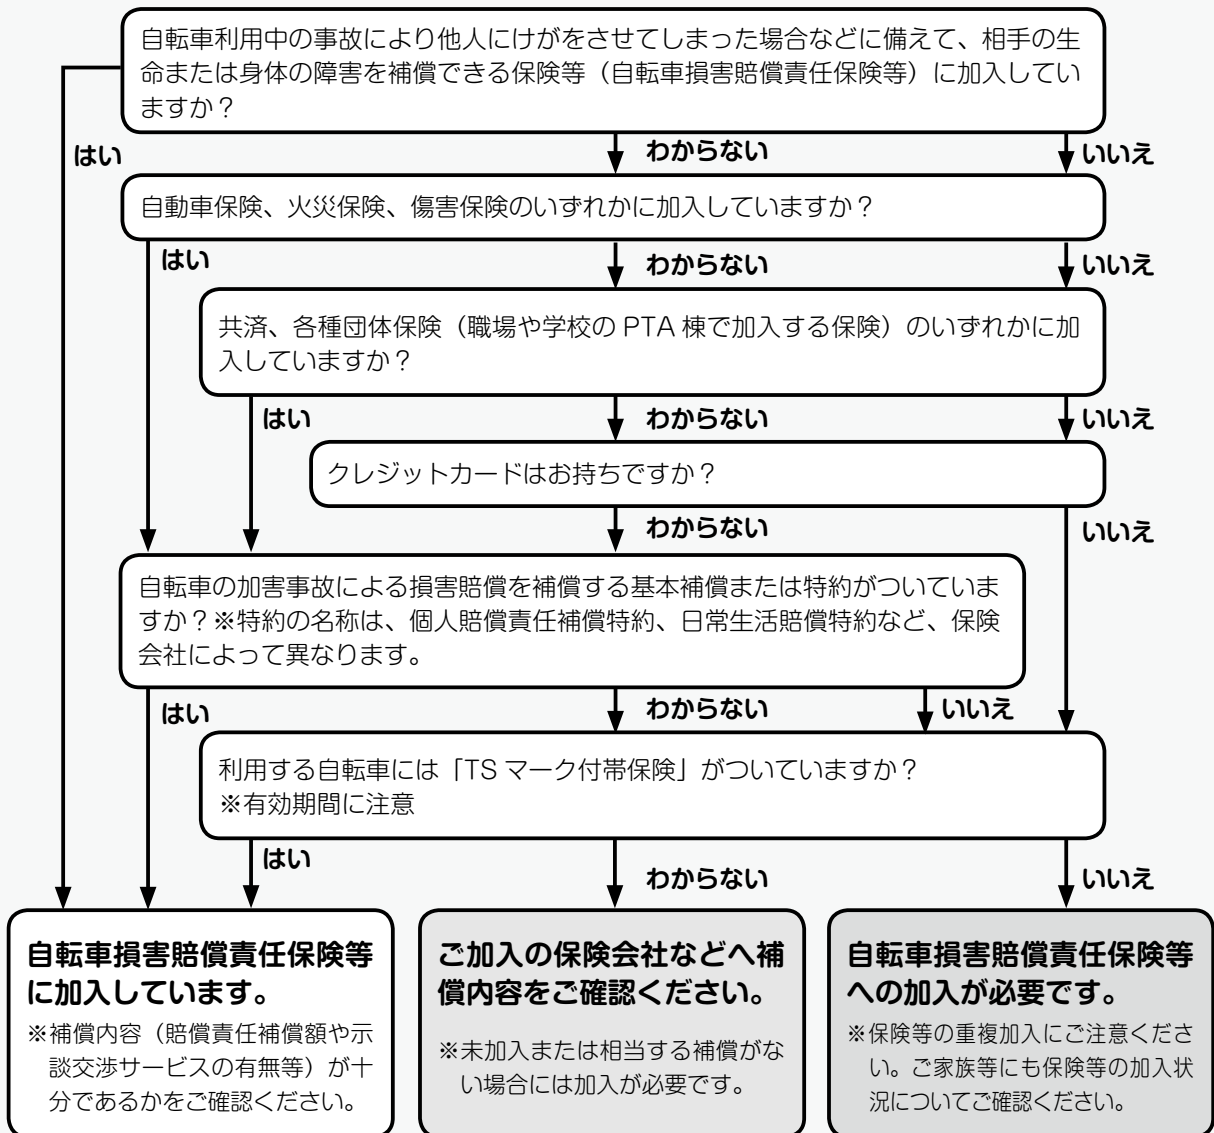 自転車利用中の事故により他人にけがをさせてしまった場合などに備えて、相手の生
命または身体の障害を補償できる保険等（自転車損害賠償責任保険等）に加入してい
ますか？
はい
わからない
いいえ
自動車保険、火災保険、傷害保険のいずれかに加入していますか？
はい
わからない
いいえ
共済、各種団体保険（職場や学校の PTA 棟で加入する保険）のいずれかに加
入していますか？
はい
わからない
いいえ
クレジットカードはお持ちですか？
わからない
いいえ
自転車の加害事故による損害賠償を補償する基本補償または特約がついていま
すか？※特約の名称は、個人賠償責任補償特約、日常生活賠償特約など、保険
会社によって異なります。
はい
わからない
いいえ
利用する自転車には「TS マーク付帯保険」がついていますか？
※有効期間に注意
はい
わからない
いいえ
自転車損害賠償責任保険等
に加入しています。
※補償内容（賠償責任補償額や示
談交渉サービスの有無等）が十
分であるかをご確認ください。
ご加入の保険会社などへ補
償内容をご確認ください。
※未加入または相当する補償がな
い場合には加入が必要です。
自転車損害賠償責任保険等
への加入が必要です。
※保険等の重複加入にご注意くださ
い。ご家族等にも保険等の加入状
況についてご確認ください。